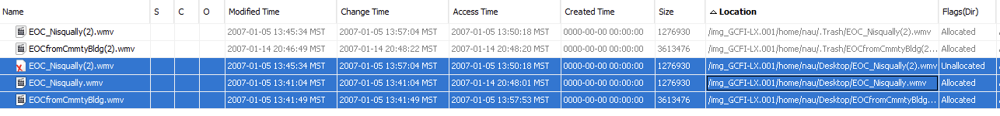 Name S C O Modified Time Change Time Access Time Created Time Size Location Flags(Dir)
EOC_Nisqually(2).wmv 2007-01-05 13:45:34 MST 2007-01-05 13:57:04 MST 2007-01-05 13:50:18 MST 0000-00-00 00:00:00 1276930 /img_GCFI-LX.001/home/nau/.Trash/EOC_Nisqually(2).wmv Allocated
EOCfromCmmtyBldg(2).wmv 2007-01-14 20:46:49 MST 2007-01-14 20:48:22 MST 2007-01-14 20:48:20 MST 0000-00-00 00:00:00 3613476 /img_GCFI-LX.001/home/nau/.Trash/EOCfromCmmtyBldg(2... Allocated
EOC_Nisqually(2).wmv 2007-01-05 13:45:34 MST 2007-01-05 13:57:04 MST 2007-01-05 13:50:18 MST 0000-00-00 00:00:00 1276930 /img_GCFI-LX.001/home/nau/Desktop/EOC_Nisqually(2).wmv Unallocated
EOC_Nisqually.wmv 2007-01-05 13:41:04 MST 2007-01-05 13:41:04 MST 2007-01-14 20:48:01 MST 0000-00-00 00:00:00 1276930 /img_GCFI-LX.001/home/nau/Desktop/EOC_Nisqually.wmv Allocated
EOCfromCmmtyBldg.wmv 2007-01-05 13:41:49 MST 2007-01-05 13:41:49 MST 2007-01-05 13:57:53 MST 0000-00-00 00:00:00 3613476 /img_GCFI-LX.001/home/nau/Desktop/EOCfromCmmtyBldg... Allocated